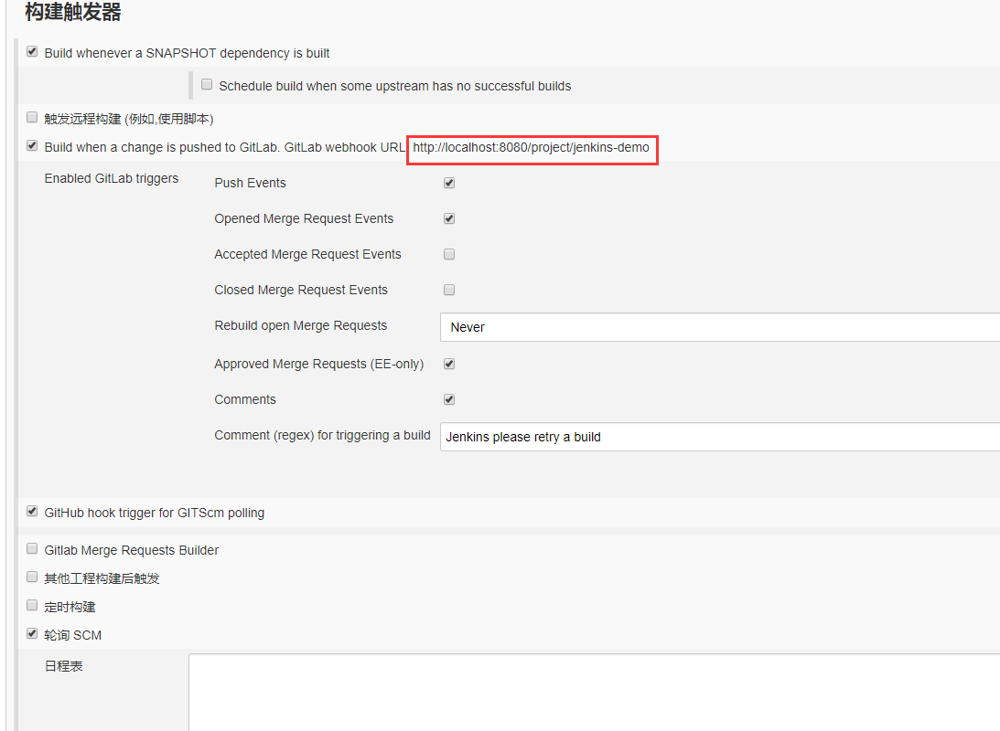 构建触发器
Build whenever a SNAPSHOT dependency is built
Schedule build when some upstream has no successful builds
触发远程构建 (例如,使用脚本)
Build when a change is pushed to GitLab. GitLab webhook URL http://localhost:8080/project/jenkins-demo
Enabled GitLab triggers
Push Events
Opened Merge Request Events
Accepted Merge Request Events
Closed Merge Request Events
Rebuild open Merge Requests Never
Approved Merge Requests (EE-only)
Comments
Comment (regex) for triggering a build Jenkins please retry a build
GitHub hook trigger for GITScm polling
Gitlab Merge Requests Builder
其他工程构建后触发
定时构建
轮询 SCM
日程表